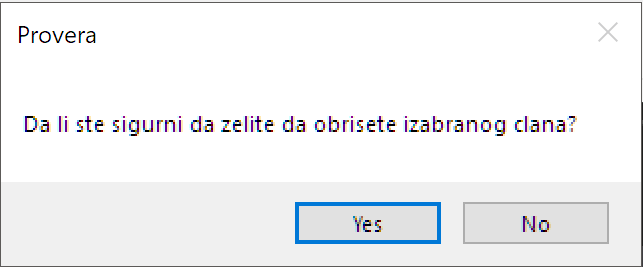 Provera
Da li ste sigurni da zelite da obrisete izabranog clana?
Yes
No